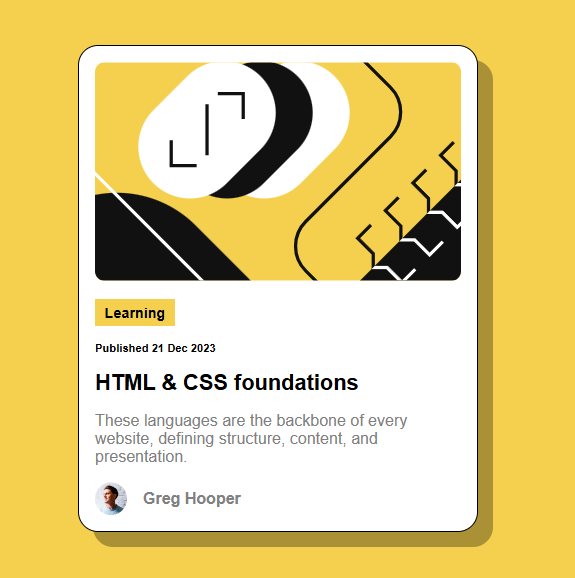 Learning
Published 21 Dec 2023
HTML & CSS foundations
These languages are the backbone of every
website, defining structure, content, and
presentation.
Greg Hooper